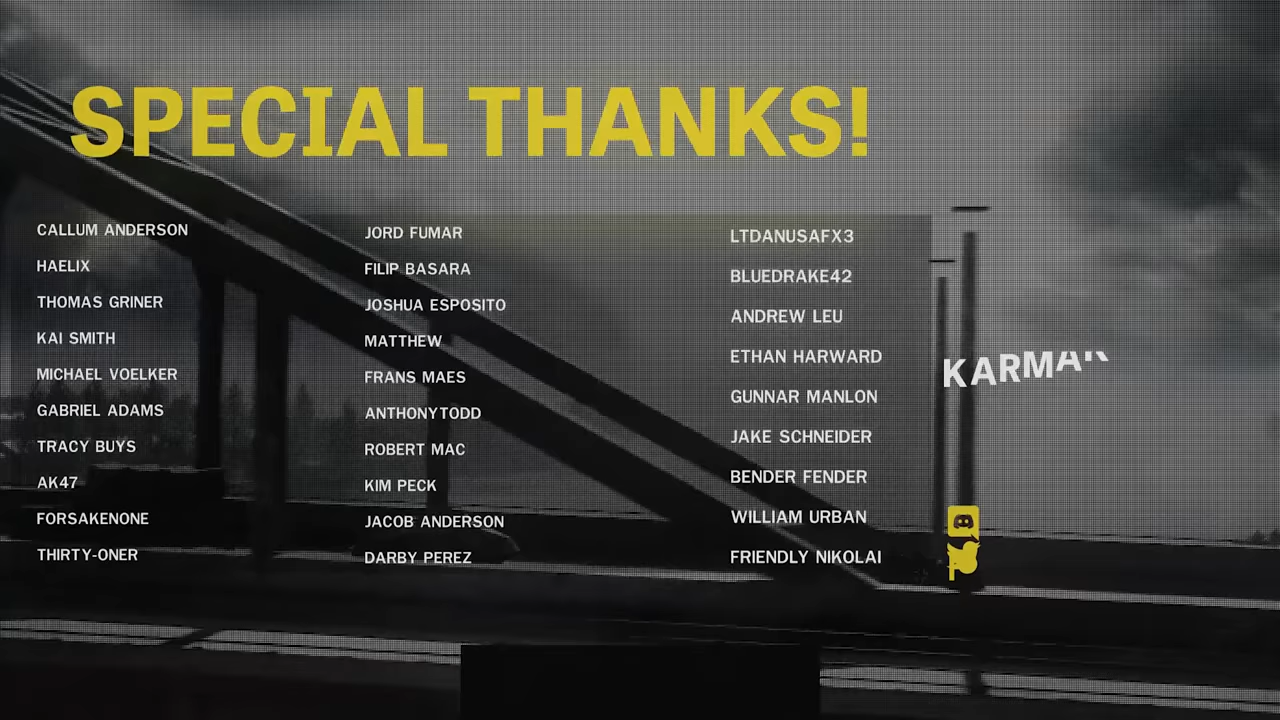 SPECIAL THANKS!
CALLUM ANDERSON
HAELIX
THOMAS GRINER
KAI SMITH
MICHAEL VOELKER
GABRIEL ADAMS
TRACY BUYS
AK47
FORSAKENONE
THIRTY-ONER
JORD FUMAR
FILIP BASARA
JOSHUA ESPOSITO
MATTHEW
FRANS MAES
ANTHONY TODD
ROBERT MAC
KIM PECK
JACOB ANDERSON
DARBY PEREZ
LTDANUSAFX3
BLUEDRAKE42
ANDREW LEU
ETHAN HARWARD
GUNNAR MANLON
JAKE SCHNEIDER
BENDER FENDER
WILLIAM URBAN
FRIENDLY NIKOLAI